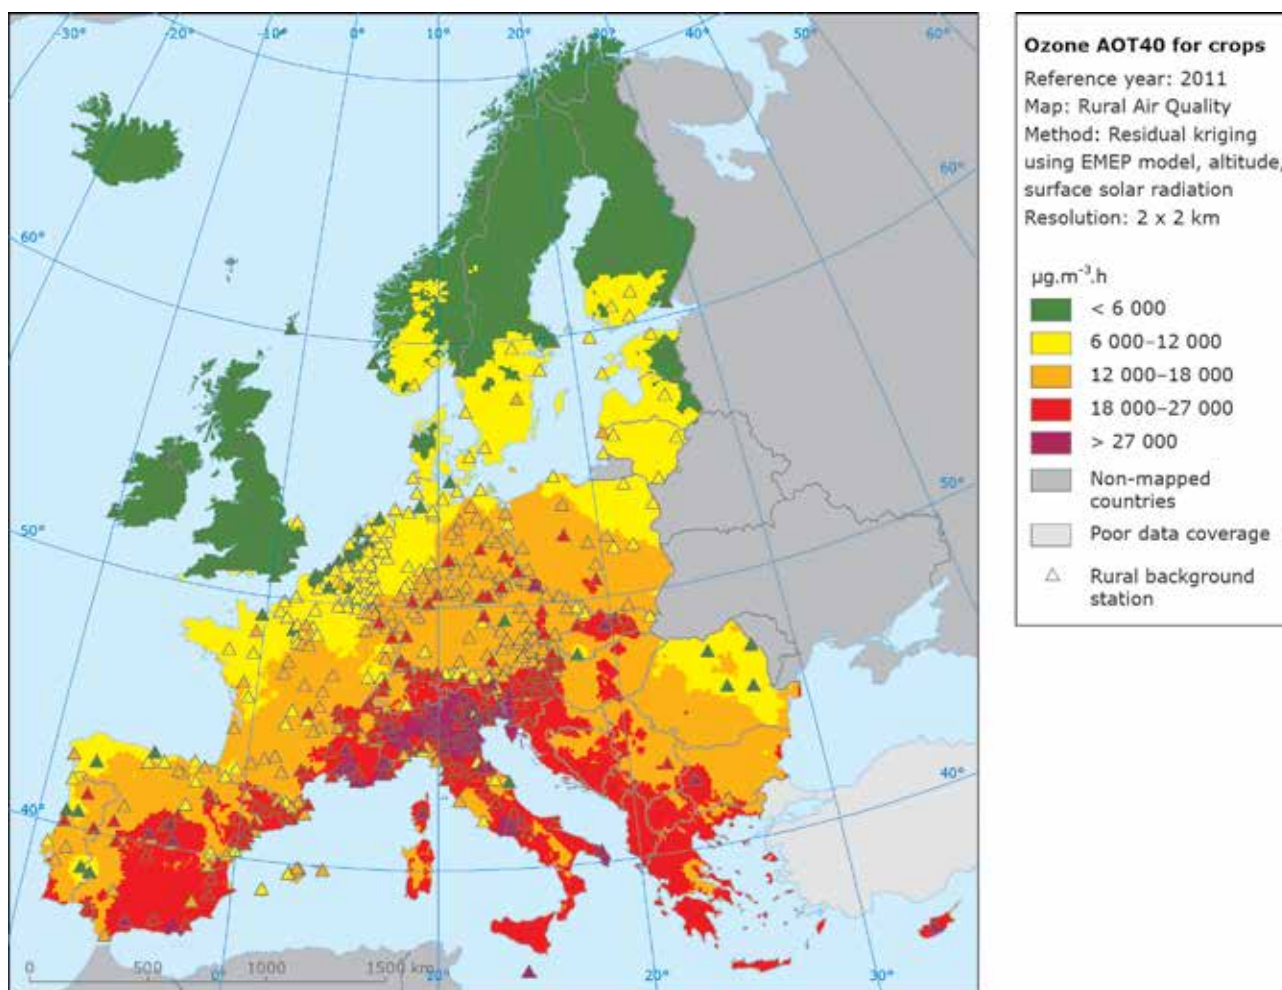 -30° -20° -10° 0° 10° 20° 30° 40° 50° 60°
60°
60°
50°
50°
40°
40°
0 500 1000 1500 km
0° 20° 30°
Ozone AOT40 for crops
Reference year: 2011
Map: Rural Air Quality
Method: Residual kriging
using EMEP model, altitude,
surface solar radiation
Resolution: 2 x 2 km
µg.m⁻³.h
< 6 000
6 000–12 000
12 000–18 000
18 000–27 000
> 27 000
Non-mapped
countries
Poor data coverage
Rural background
station